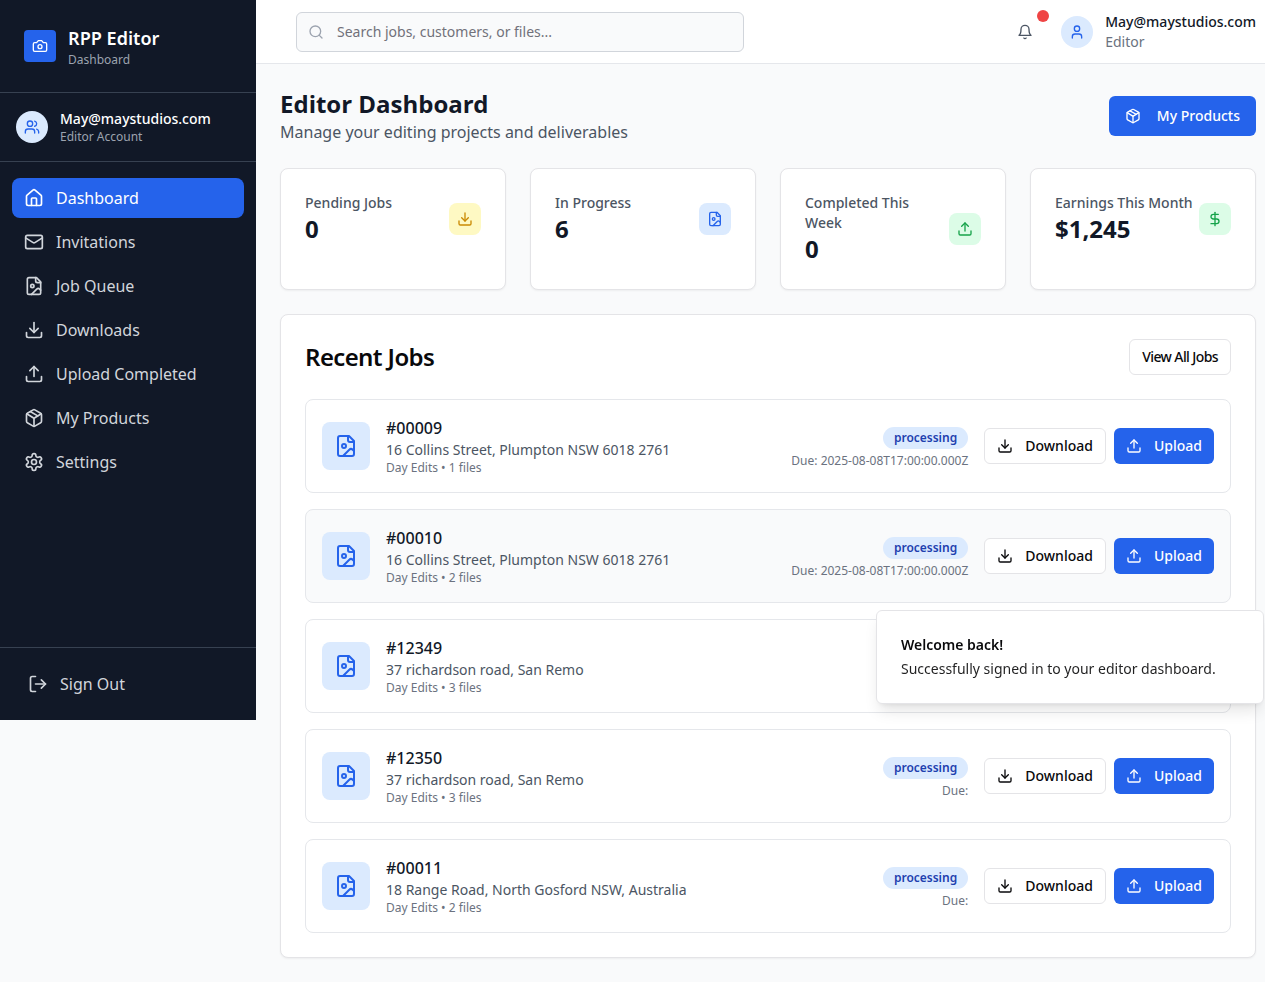 RPP Editor
Dashboard
May@maystudios.com
Editor Account
Dashboard
Invitations
Job Queue
Downloads
Upload Completed
My Products
Settings
Sign Out
Search jobs, customers, or files...
May@maystudios.com
Editor
Editor Dashboard
Manage your editing projects and deliverables
My Products
Pending Jobs
0
In Progress
6
Completed This
Week
0
Earnings This Month
$1,245
Recent Jobs
View All Jobs
#00009
16 Collins Street, Plumpton NSW 6018 2761
Day Edits • 1 files
processing
Due: 2025-08-08T17:00:00.000Z
Download
Upload
#00010
16 Collins Street, Plumpton NSW 6018 2761
Day Edits • 2 files
processing
Due: 2025-08-08T17:00:00.000Z
Download
Upload
#12349
37 richardson road, San Remo
Day Edits • 3 files
Welcome back!
Successfully signed in to your editor dashboard.
#12350
37 richardson road, San Remo
Day Edits • 3 files
processing
Due:
Download
Upload
#00011
18 Range Road, North Gosford NSW, Australia
Day Edits • 2 files
processing
Due:
Download
Upload